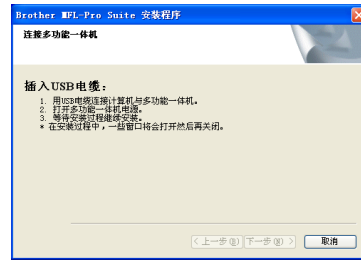 Brother MFL-Pro Suite 安装程序
连接多功能一体机
插入USB电缆：
1. 用USB电缆连接计算机与多功能一体机。
2. 打开多功能一体机电源。
3. 等待安装过程继续安装。
* 在安装过程中，一些窗口将会打开然后再关闭。
< 上一步(B) 下一步(N) > 取消